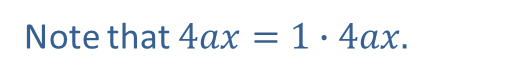 Note that 4ax = 1 · 4ax.